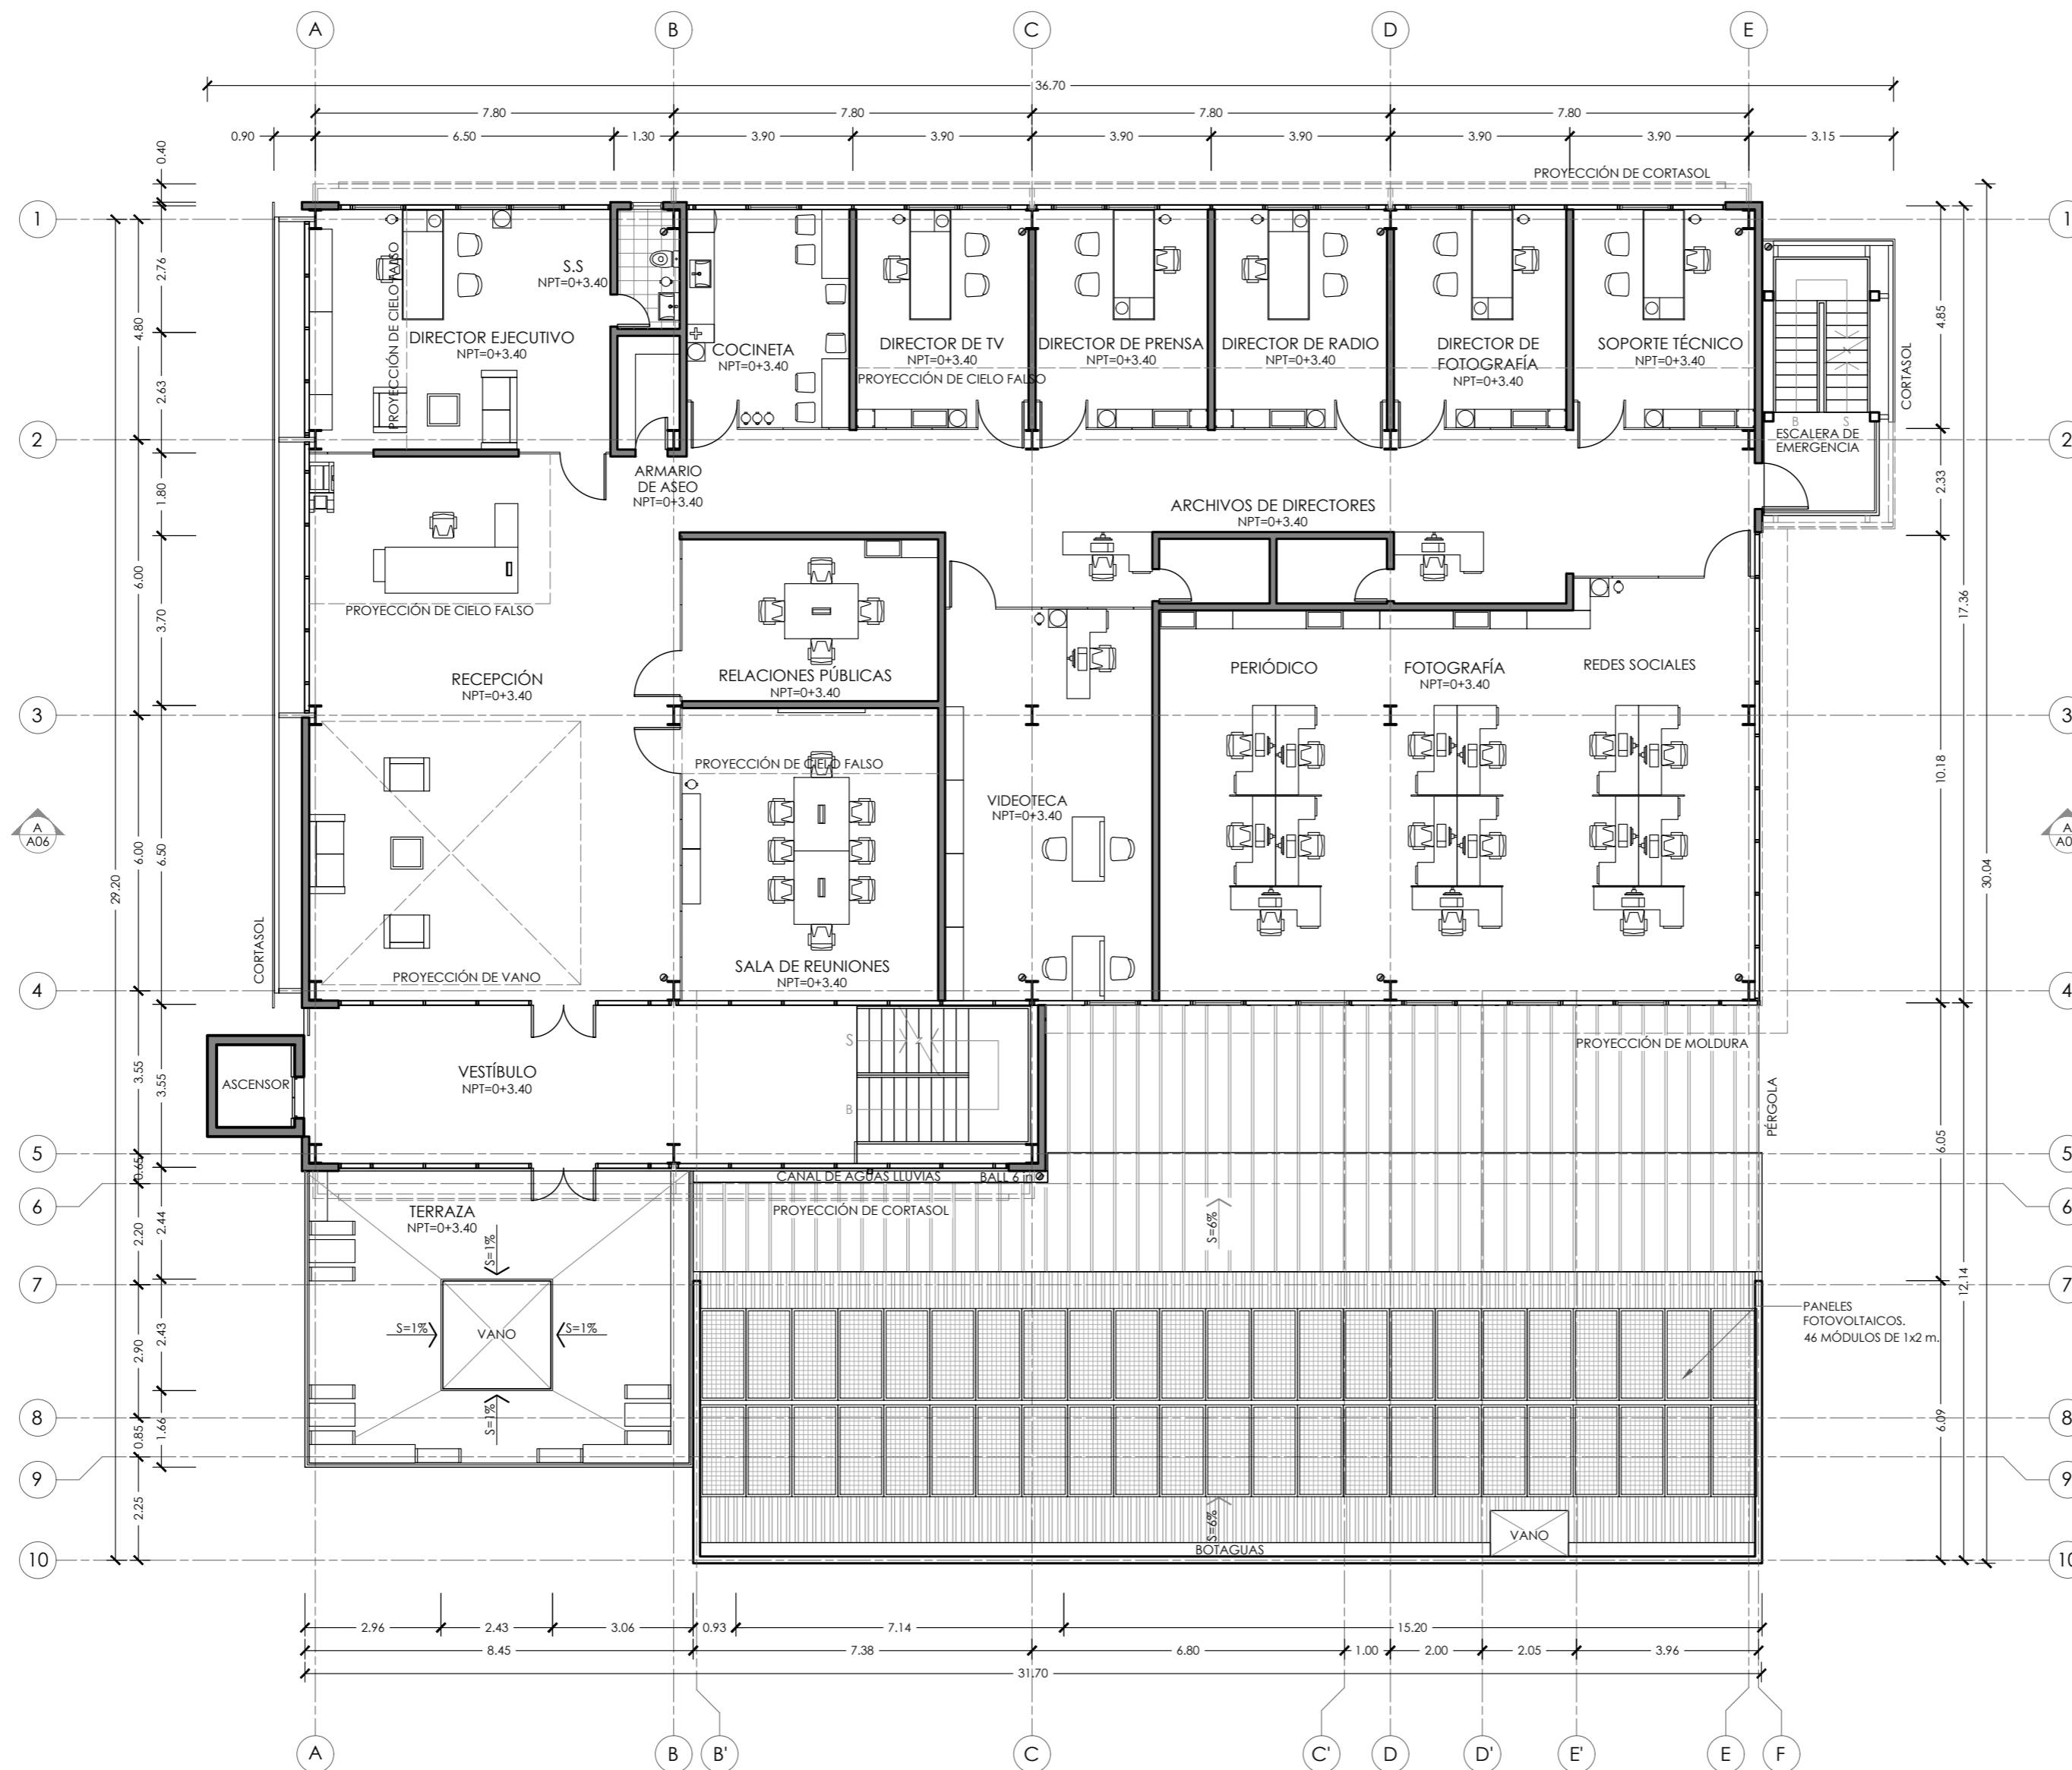 A
B
C
D
E
36.70
7.80
7.80
7.80
7.80
0.90
6.50
1.30
3.90
3.90
3.90
3.90
3.90
3.90
3.15
0.40
PROYECCIÓN DE CORTASOL
1
1
S.S
NPT=0+3.40
PROYECCIÓN DE CIELO FALSO
DIRECTOR EJECUTIVO
NPT=0+3.40
COCINETA
NPT=0+3.40
DIRECTOR DE TV
NPT=0+3.40
DIRECTOR DE PRENSA
NPT=0+3.40
DIRECTOR DE RADIO
NPT=0+3.40
DIRECTOR DE
FOTOGRAFÍA
NPT=0+3.40
SOPORTE TÉCNICO
NPT=0+3.40
PROYECCIÓN DE CIELO FALSO
CORTASOL
B
S
ESCALERA DE
EMERGENCIA
2
2
ARMARIO
DE ASEO
NPT=0+3.40
ARCHIVOS DE DIRECTORES
NPT=0+3.40
PROYECCIÓN DE CIELO FALSO
RECEPCIÓN
NPT=0+3.40
RELACIONES PÚBLICAS
NPT=0+3.40
PERIÓDICO
FOTOGRAFÍA
NPT=0+3.40
REDES SOCIALES
3
3
PROYECCIÓN DE CIELO FALSO
VIDEOTECA
NPT=0+3.40
A
A06
A
A0
CORTASOL
PROYECCIÓN DE VANO
SALA DE REUNIONES
NPT=0+3.40
4
4
ASCENSOR
VESTÍBULO
NPT=0+3.40
S
B
PROYECCIÓN DE MOLDURA
PÉRGOLA
5
5
CANAL DE AGUAS LLUVIAS
BALL 6 in
PROYECCIÓN DE CORTASOL
6
6
TERRAZA
NPT=0+3.40
S=1%
S=6%
7
7
S=1%
VANO
S=1%
PANELES
FOTOVOLTAICOS.
46 MÓDULOS DE 1x2 m.
8
8
S=1%
9
9
S=6%
VANO
BOTAGUAS
10
10
4.80
6.00
6.00
29.20
3.55
0.65
2.20
2.90
0.85
2.25
2.76
2.63
1.80
3.70
6.50
3.55
2.44
2.43
1.66
4.85
2.33
10.18
6.05
6.09
17.36
12.14
30.04
2.96
2.43
3.06
0.93
7.14
15.20
8.45
7.38
6.80
1.00
2.00
2.05
3.96
31.70
A
B
B'
C
C'
D
D'
E'
E
F